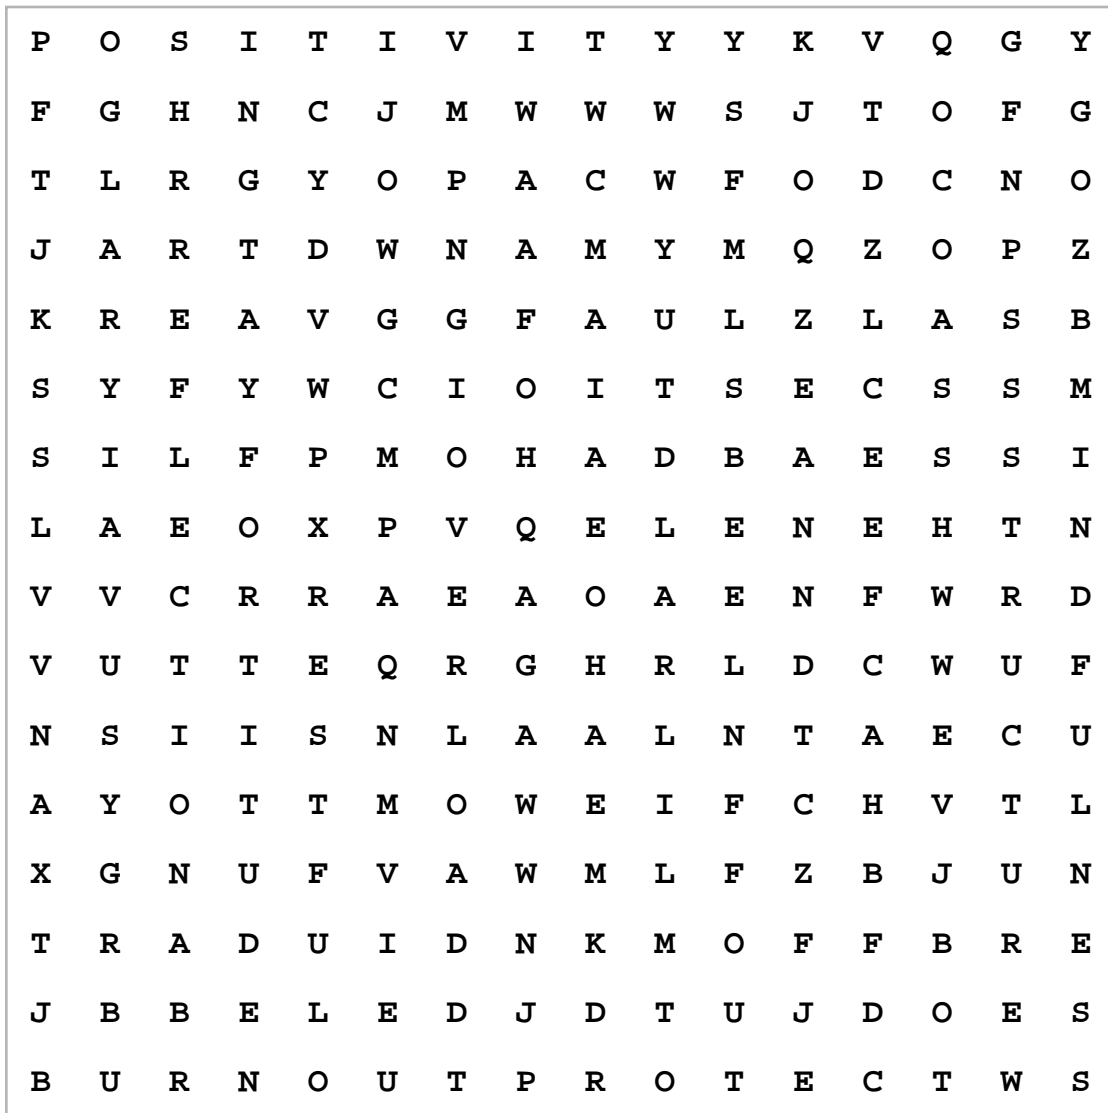 P O S I T I V I T Y Y K V Q G Y
F G H N C J M W W W S J T O F G
T L R G Y O P A C W F O D C N O
J A R T D W N A M Y M Q Z O P Z
K R E A V G G F A U L Z L A S B
S Y F Y W C I O I T S E C S S M
S I L F P M O H A D B A E S S I
L A E O X P V Q E L E N E H T N
V V C R R A E A O A E N F W R D
V U T T E Q R G H R L D C W U F
N S I I S N L A A L N T A E C U
A Y O T T M O W E I F C H V T L
X G N U F V A W M L F Z B J U N
T R A D U I D N K M O F F B R E
J B B E L E D J D T U J D O E S
B U R N O U T P R O T E C T W S